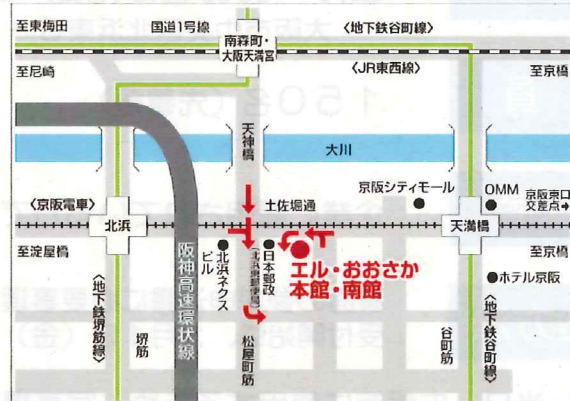 至東梅田
国道1号線
南森町・
大阪天満宮
〈地下鉄谷町線〉
至尼崎
〈JR東西線〉
至京橋
天神橋
大川
京阪シティモール
OMM
京阪東口
交差点→
〈京阪電車〉
北浜
土佐堀通
天満橋
至淀屋橋
至京橋
阪神高速環状線
北浜ネクス
ビル
日本郵政
(北浜東郵便局)
エル・おおさか
本館・南館
ホテル京阪
〈地下鉄堺筋線〉
堺筋
松屋町筋
谷町筋
〈地下鉄谷町線〉